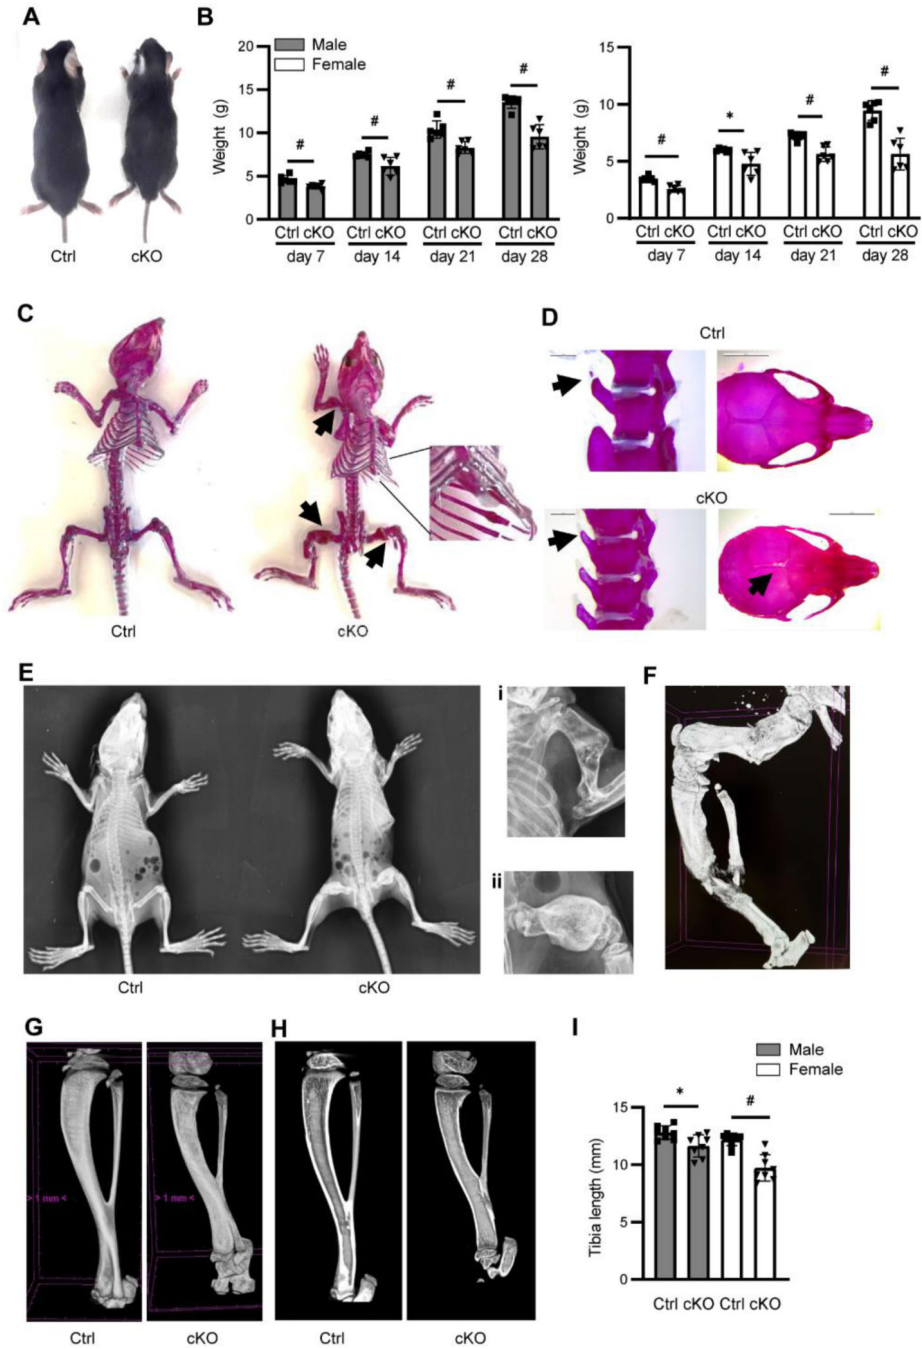 A
B
Ctrl
cKO
Male
Female
Weight (g)
20
15
10
5
0
#
#
#
#
Ctrl cKO Ctrl cKO Ctrl cKO Ctrl cKO
day 7 day 14 day 21 day 28
Weight (g)
15
10
5
0
#
*
#
#
Ctrl cKO Ctrl cKO Ctrl cKO Ctrl cKO
day 7 day 14 day 21 day 28
C
Ctrl
cKO
D
Ctrl
cKO
E
Ctrl
cKO
i
ii
F
G
> 1 mm <
> 1 mm <
Ctrl
cKO
H
Ctrl
cKO
I
Male
Female
Tibia length (mm)
15
10
5
0
*
#
Ctrl cKO Ctrl cKO